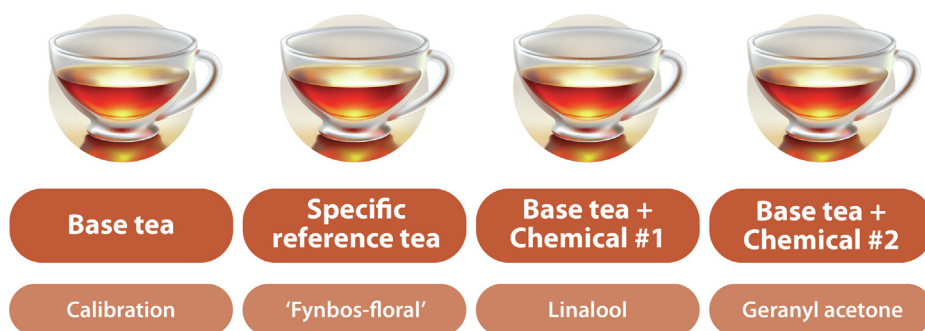 Base tea
Specific
reference tea
Base tea +
Chemical #1
Base tea +
Chemical #2
Calibration
‘Fynbos-floral’
Linalool
Geranyl acetone